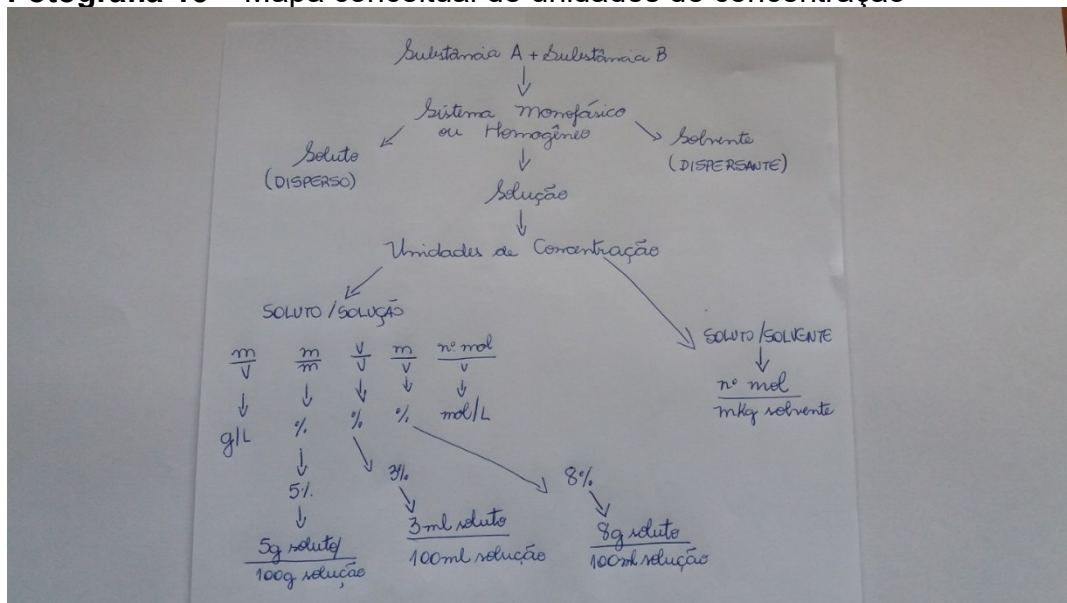 Fotografia 10 – Mapa conceitual de unidades de concentração
Substância A + Substância B
↓
Sistema Monofásico
ou Homogêneo
↙ ↓ ↘
Soluto Solvente
(DISPERSO) (DISPERSANTE)
Solução
↓
Unidades de Concentração
↙ ↘
SOLUTO/SOLUÇÃO SOLUTO/SOLVENTE
m/V m/m V/V m/V nº mol/V
↓ ↓ ↓ ↓ ↓ ↓
g/L % % % mol/L
nº mol/mkg solvente
↓ ↘ ↘
5% 3% 8%
↓ ↘ ↘
5g soluto/100g solução
3ml soluto/100ml solução
8g soluto/100ml solução